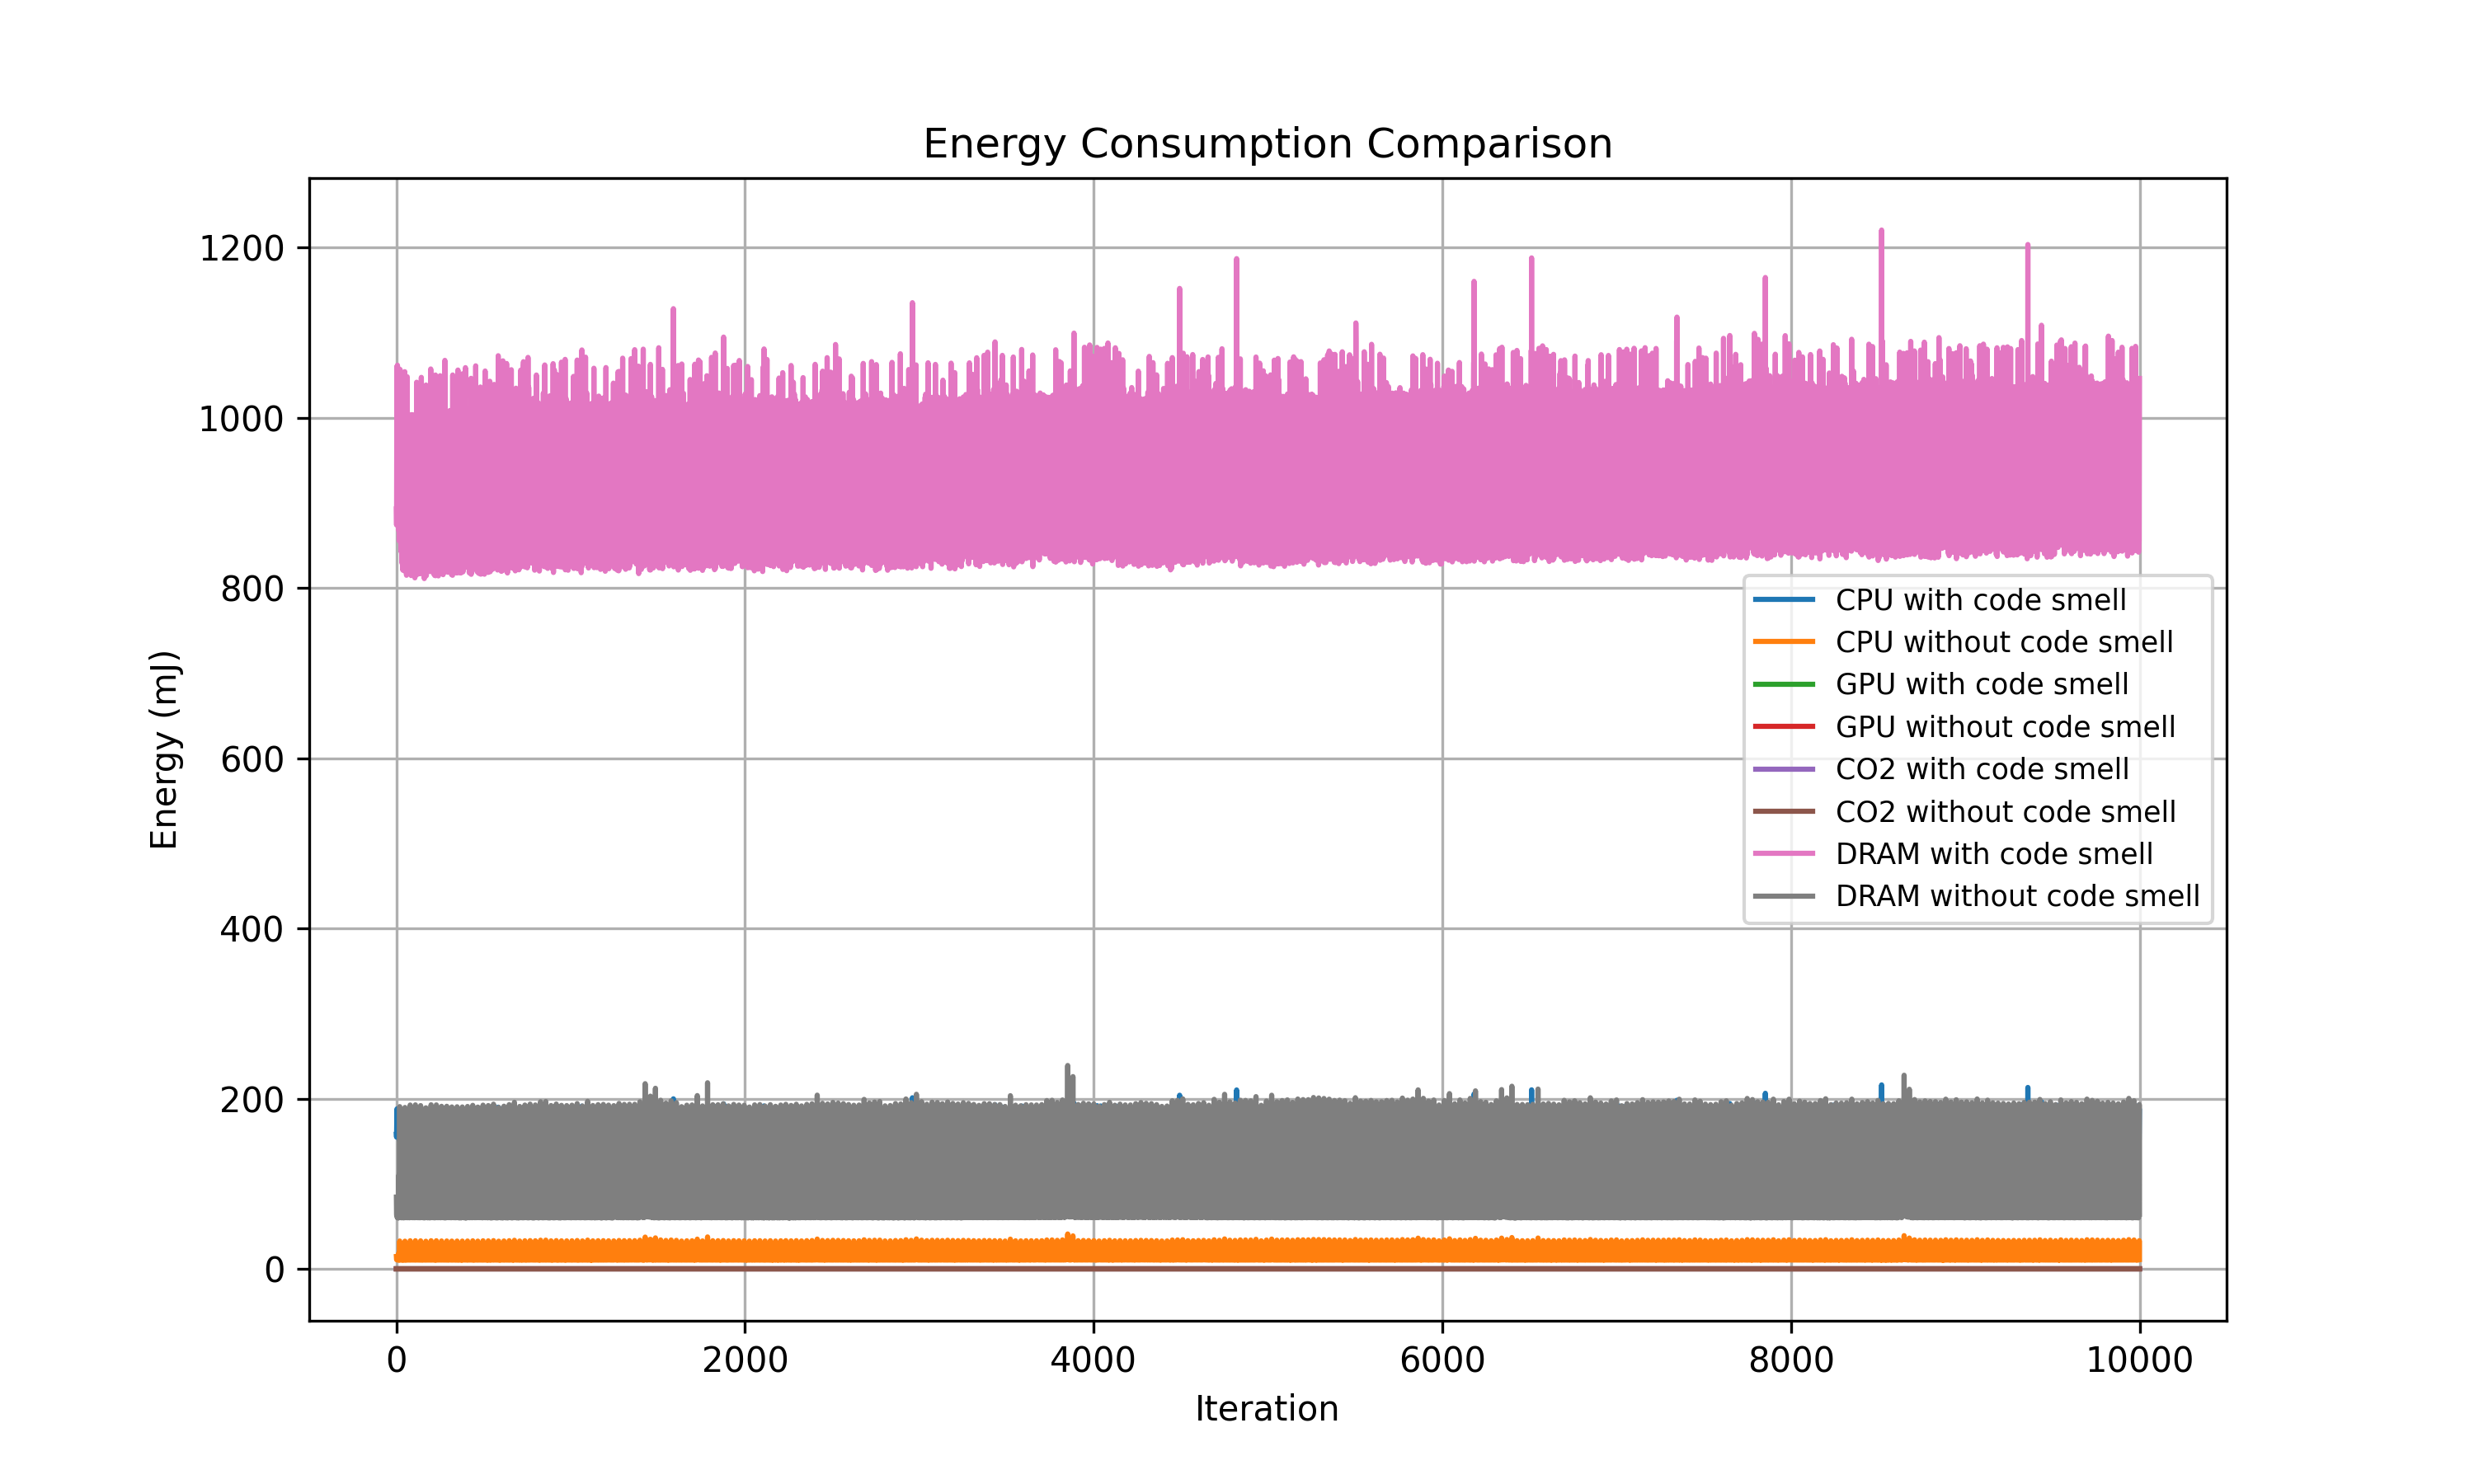 Energy Consumption Comparison
1200
1000
800
600
400
200
0
Energy (mJ)
CPU with code smell
CPU without code smell
GPU with code smell
GPU without code smell
CO2 with code smell
CO2 without code smell
DRAM with code smell
DRAM without code smell
0 2000 4000 6000 8000 10000
Iteration